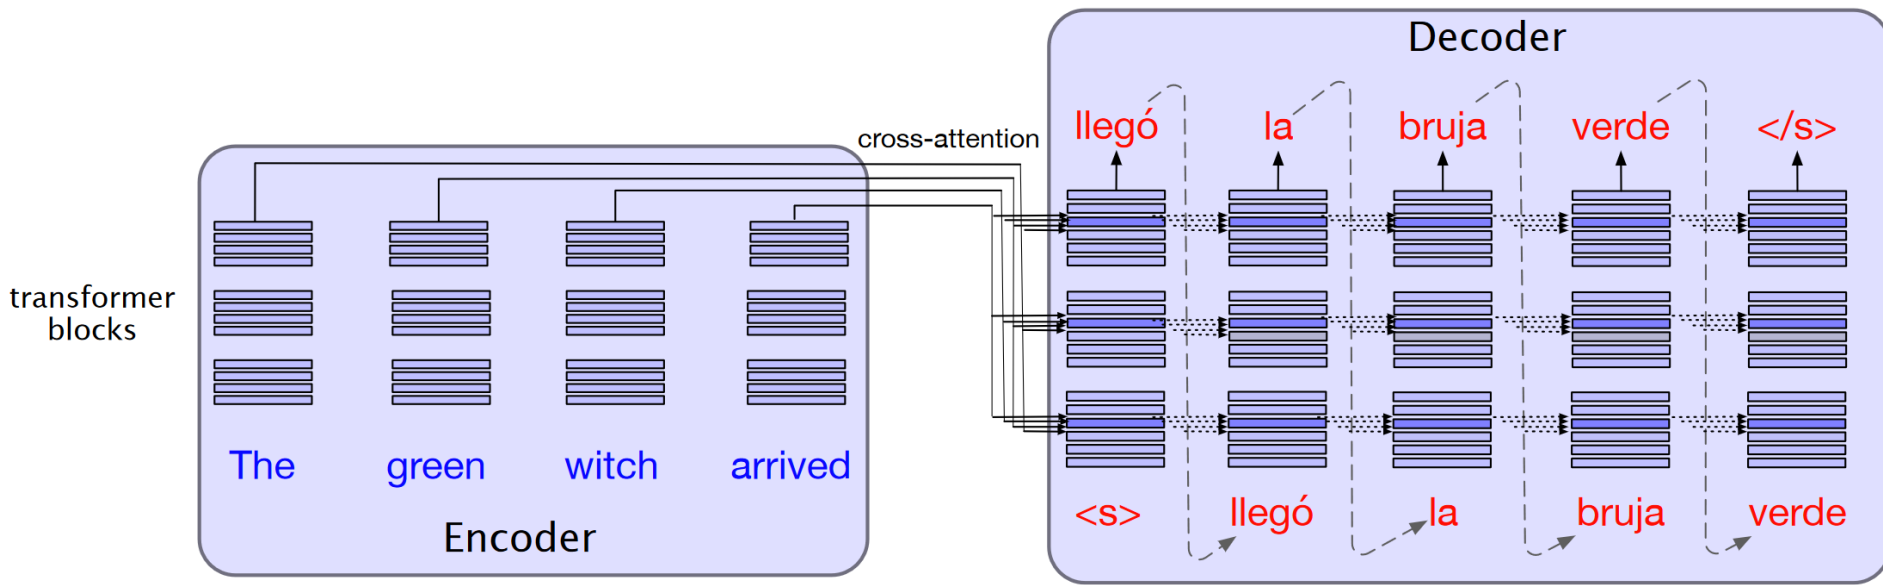 Decoder
llegó la bruja verde </s>
cross-attention
transformer
blocks
The green witch arrived
Encoder
<s> llegó la bruja verde